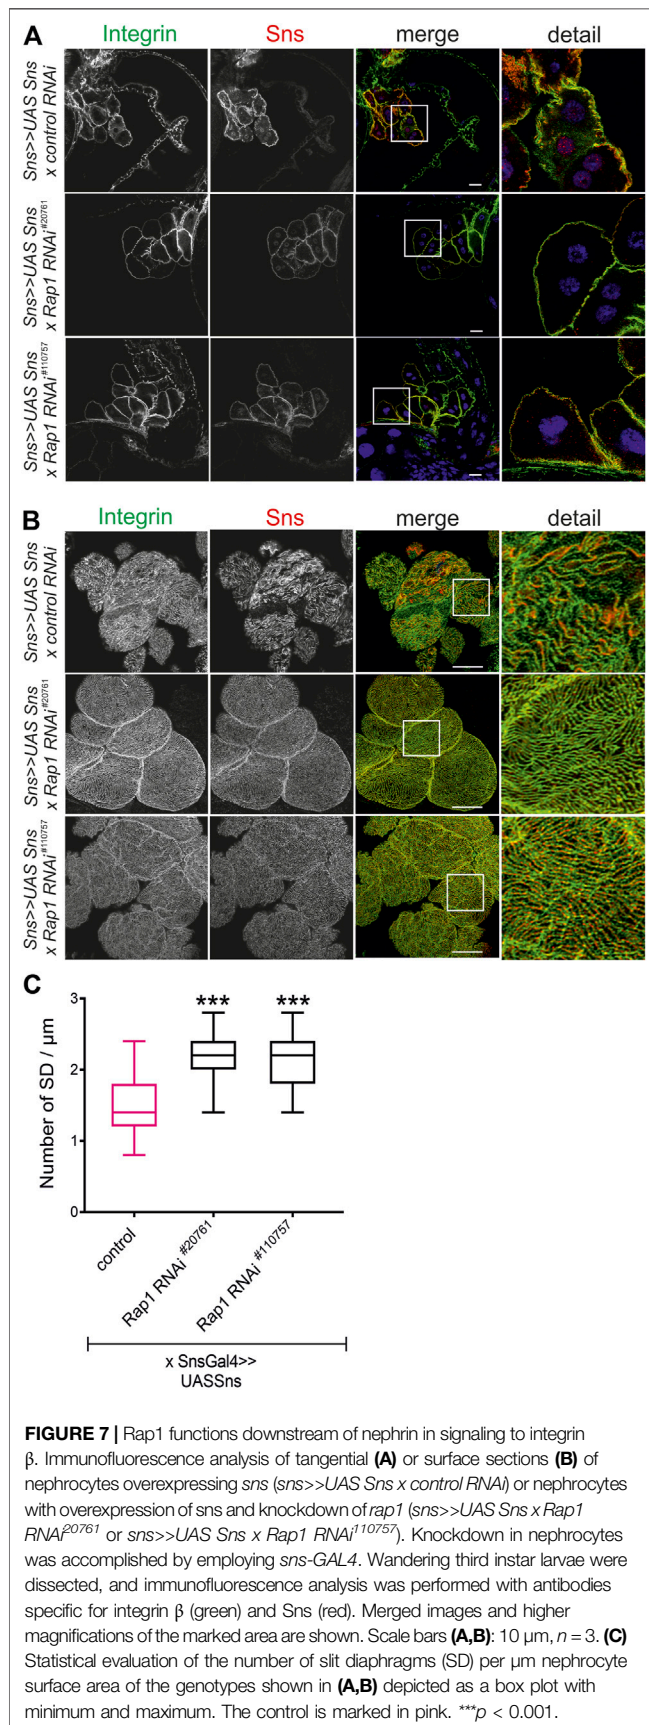 A
Integrin Sns merge detail
Sns>>UAS Sns
x control RNAi
Sns>>UAS Sns
x Rap1 RNAi#20761
Sns>>UAS Sns
x Rap1 RNAi#110757
B
Integrin Sns merge detail
Sns>>UAS Sns
x control RNAi
Sns>>UAS Sns
x Rap1 RNAi#20761
Sns>>UAS Sns
x Rap1 RNAi#110757
C
Number of SD / µm
3
2
1
0
*** ***
control
Rap1 RNAi #20761
Rap1 RNAi #110757
x SnsGal4>>
UASSns
FIGURE 7 | Rap1 functions downstream of nephrin in signaling to integrin
β. Immunofluorescence analysis of tangential (A) or surface sections (B) of
nephrocytes overexpressing sns (sns>>UAS Sns x control RNAi) or nephrocytes
with overexpression of sns and knockdown of rap1 (sns>>UAS Sns x Rap1
RNAi20761 or sns>>UAS Sns x Rap1 RNAi110757). Knockdown in nephrocytes
was accomplished by employing sns-GAL4. Wandering third instar larvae were
dissected, and immunofluorescence analysis was performed with antibodies
specific for integrin β (green) and Sns (red). Merged images and higher
magnifications of the marked area are shown. Scale bars (A,B): 10 µm, n = 3. (C)
Statistical evaluation of the number of slit diaphragms (SD) per µm nephrocyte
surface area of the genotypes shown in (A,B) depicted as a box plot with
minimum and maximum. The control is marked in pink. ***p < 0.001.